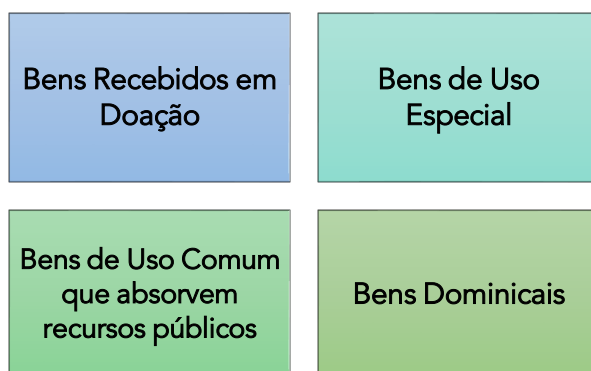 Bens Recebidos em
Doação
Bens de Uso
Especial
Bens de Uso Comum
que absorvem
recursos públicos
Bens Dominicais